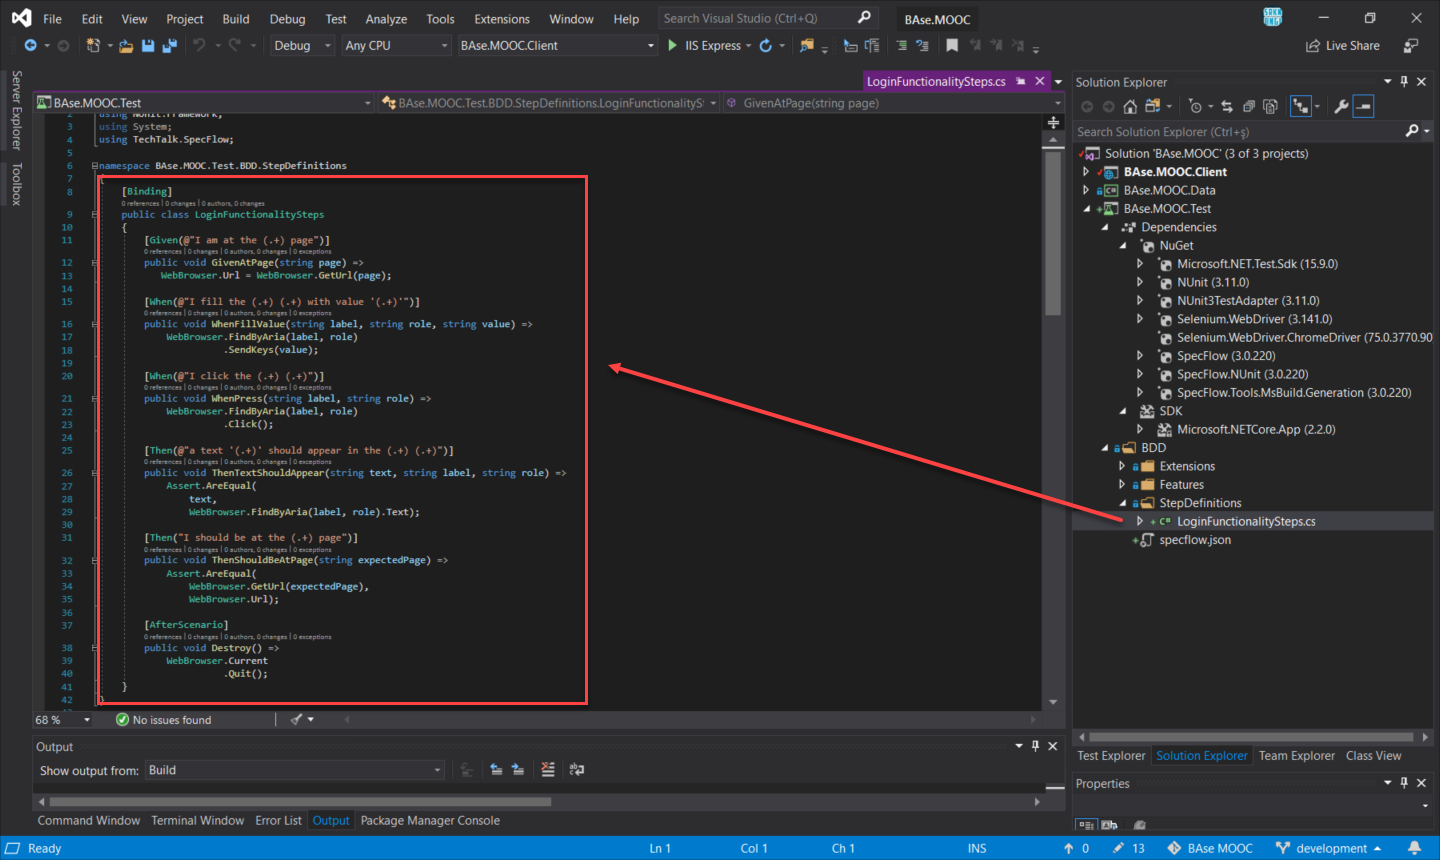 File Edit View Project Build Debug Test Analyze Tools Extensions Window Help Search Visual Studio (Ctrl+Q) BAse.MOOC
Debug Any CPU BAse.MOOC.Client IIS Express Live Share
Server Explorer
Toolbox
LoginFunctionalitySteps.cs
BAse.MOOC.Test BAse.MOOC.Test.BDD.StepDefinitions.LoginFunctionalityS GivenAtPage(string page)
using NUnit.Framework;
3 using System;
4 using TechTalk.SpecFlow;
5
6 namespace BAse.MOOC.Test.BDD.StepDefinitions
7 {
8 [Binding]
0 references | 0 changes | 0 authors, 0 changes
9 public class LoginFunctionalitySteps
10 {
11 [Given(@"I am at the (.+) page")]
0 references | 0 changes | 0 authors, 0 changes | 0 exceptions
12 public void GivenAtPage(string page) =>
13 WebBrowser.Url = WebBrowser.GetUrl(page);
14
15 [When(@"I fill the (.+) (.+) with value '(.+)'")]
0 references | 0 changes | 0 authors, 0 changes | 0 exceptions
16 public void WhenFillValue(string label, string role, string value) =>
17 WebBrowser.FindByAria(label, role)
18 .SendKeys(value);
19
20 [When(@"I click the (.+) (.+)")]
0 references | 0 changes | 0 authors, 0 changes | 0 exceptions
21 public void WhenPress(string label, string role) =>
22 WebBrowser.FindByAria(label, role)
23 .Click();
24
25 [Then(@"a text '(.+)' should appear in the (.+) (.+)")]
0 references | 0 changes | 0 authors, 0 changes | 0 exceptions
26 public void ThenTextShouldAppear(string text, string label, string role) =>
27 Assert.AreEqual(
28 text,
29 WebBrowser.FindByAria(label, role).Text);
30
31 [Then("I should be at the (.+) page")]
0 references | 0 changes | 0 authors, 0 changes | 0 exceptions
32 public void ThenShouldBeAtPage(string expectedPage) =>
33 Assert.AreEqual(
34 WebBrowser.GetUrl(expectedPage),
35 WebBrowser.Url);
36
37 [AfterScenario]
0 references | 0 changes | 0 authors, 0 changes | 0 exceptions
38 public void Destroy() =>
39 WebBrowser.Current
40 .Quit();
41 }
42 }
68 % No issues found
Output
Show output from: Build
Command Window Terminal Window Error List Output Package Manager Console
Solution Explorer
Search Solution Explorer (Ctrl+ş)
Solution 'BAse.MOOC' (3 of 3 projects)
BAse.MOOC.Client
BAse.MOOC.Data
BAse.MOOC.Test
Dependencies
NuGet
Microsoft.NET.Test.Sdk (15.9.0)
NUnit (3.11.0)
NUnit3TestAdapter (3.11.0)
Selenium.WebDriver (3.141.0)
Selenium.WebDriver.ChromeDriver (75.0.3770.90
SpecFlow (3.0.220)
SpecFlow.NUnit (3.0.220)
SpecFlow.Tools.MsBuild.Generation (3.0.220)
SDK
Microsoft.NETCore.App (2.2.0)
BDD
Extensions
Features
StepDefinitions
C# LoginFunctionalitySteps.cs
specflow.json
Test Explorer Solution Explorer Team Explorer Class View
Properties
Ready Ln 1 Col 1 Ch 1 INS 0 13 BAse MOOC development